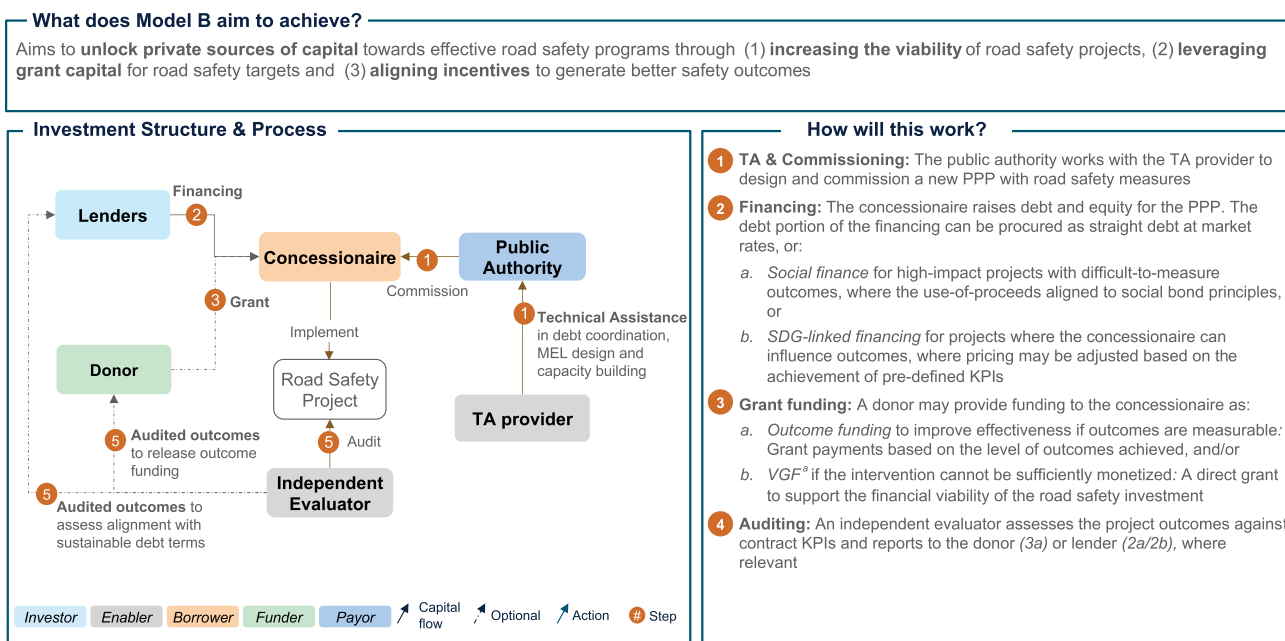 What does Model B aim to achieve?
Aims to unlock private sources of capital towards effective road safety programs through (1) increasing the viability of road safety projects, (2) leveraging
grant capital for road safety targets and (3) aligning incentives to generate better safety outcomes
Investment Structure & Process
Financing
Lenders
2
Concessionaire
Public
Authority
1
Commission
3
Grant
1
Technical Assistance
in debt coordination,
MEL design and
capacity building
Implement
Donor
Road Safety
Project
TA provider
5
Audited outcomes
to release outcome
funding
5
Audit
Independent
Evaluator
5
Audited outcomes to
assess alignment with
sustainable debt terms
Investor
Enabler
Borrower
Funder
Payor
Capital
flow
Optional
Action
# Step
How will this work?
1 TA & Commissioning: The public authority works with the TA provider to
design and commission a new PPP with road safety measures
2 Financing: The concessionaire raises debt and equity for the PPP. The
debt portion of the financing can be procured as straight debt at market
rates, or:
a. Social finance for high-impact projects with difficult-to-measure
outcomes, where the use-of-proceeds aligned to social bond principles,
or
b. SDG-linked financing for projects where the concessionaire can
influence outcomes, where pricing may be adjusted based on the
achievement of pre-defined KPIs
3 Grant funding: A donor may provide funding to the concessionaire as:
a. Outcome funding to improve effectiveness if outcomes are measurable:
Grant payments based on the level of outcomes achieved, and/or
b. VGF a if the intervention cannot be sufficiently monetized: A direct grant
to support the financial viability of the road safety investment
4 Auditing: An independent evaluator assesses the project outcomes against
contract KPIs and reports to the donor (3a) or lender (2a/2b), where
relevant